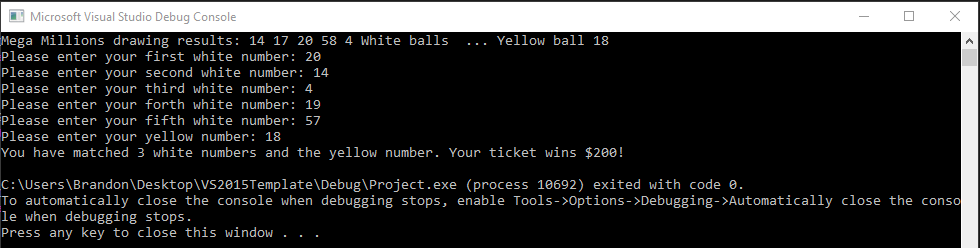 Microsoft Visual Studio Debug Console
Mega Millions drawing results: 14 17 20 58 4 White balls  ... Yellow ball 18
Please enter your first white number: 20
Please enter your second white number: 14
Please enter your third white number: 4
Please enter your forth white number: 19
Please enter your fifth white number: 57
Please enter your yellow number: 18
You have matched 3 white numbers and the yellow number. Your ticket wins $200!
C:\Users\Brandon\Desktop\VS2015Template\Debug\Project.exe (process 10692) exited with code 0.
To automatically close the console when debugging stops, enable Tools->Options->Debugging->Automatically close the conso
le when debugging stops.
Press any key to close this window . . .